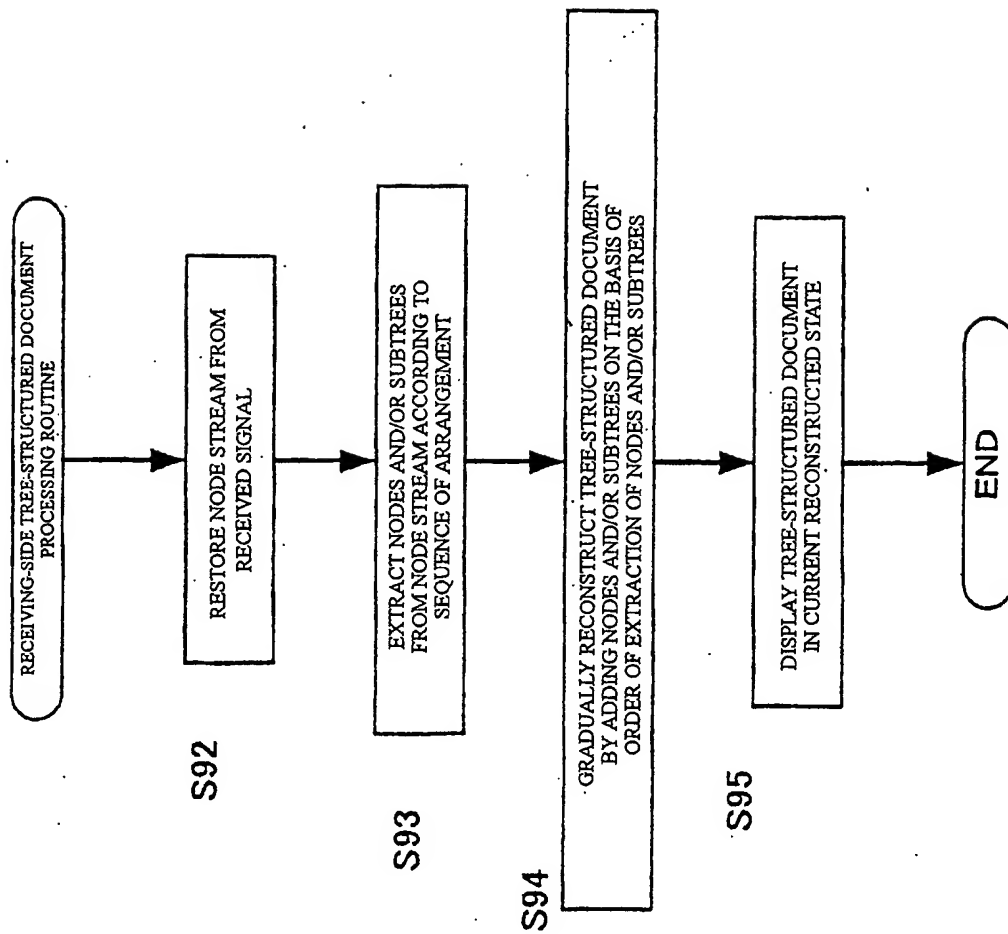 RECEIVING-SIDE TREE-STRUCTURED DOCUMENT
PROCESSING ROUTINE
S92
RESTORE NODE STREAM FROM
RECEIVED SIGNAL
S93
EXTRACT NODES AND/OR SUBTREES
FROM NODE STREAM ACCORDING TO
SEQUENCE OF ARRANGEMENT
S94
GRADUALLY RECONSTRUCT TREE-STRUCTURED DOCUMENT
BY ADDING NODES AND/OR SUBTREES ON THE BASIS OF
ORDER OF EXTRACTION OF NODES AND/OR SUBTREES
S95
DISPLAY TREE-STRUCTURED DOCUMENT
IN CURRENT RECONSTRUCTED STATE
END